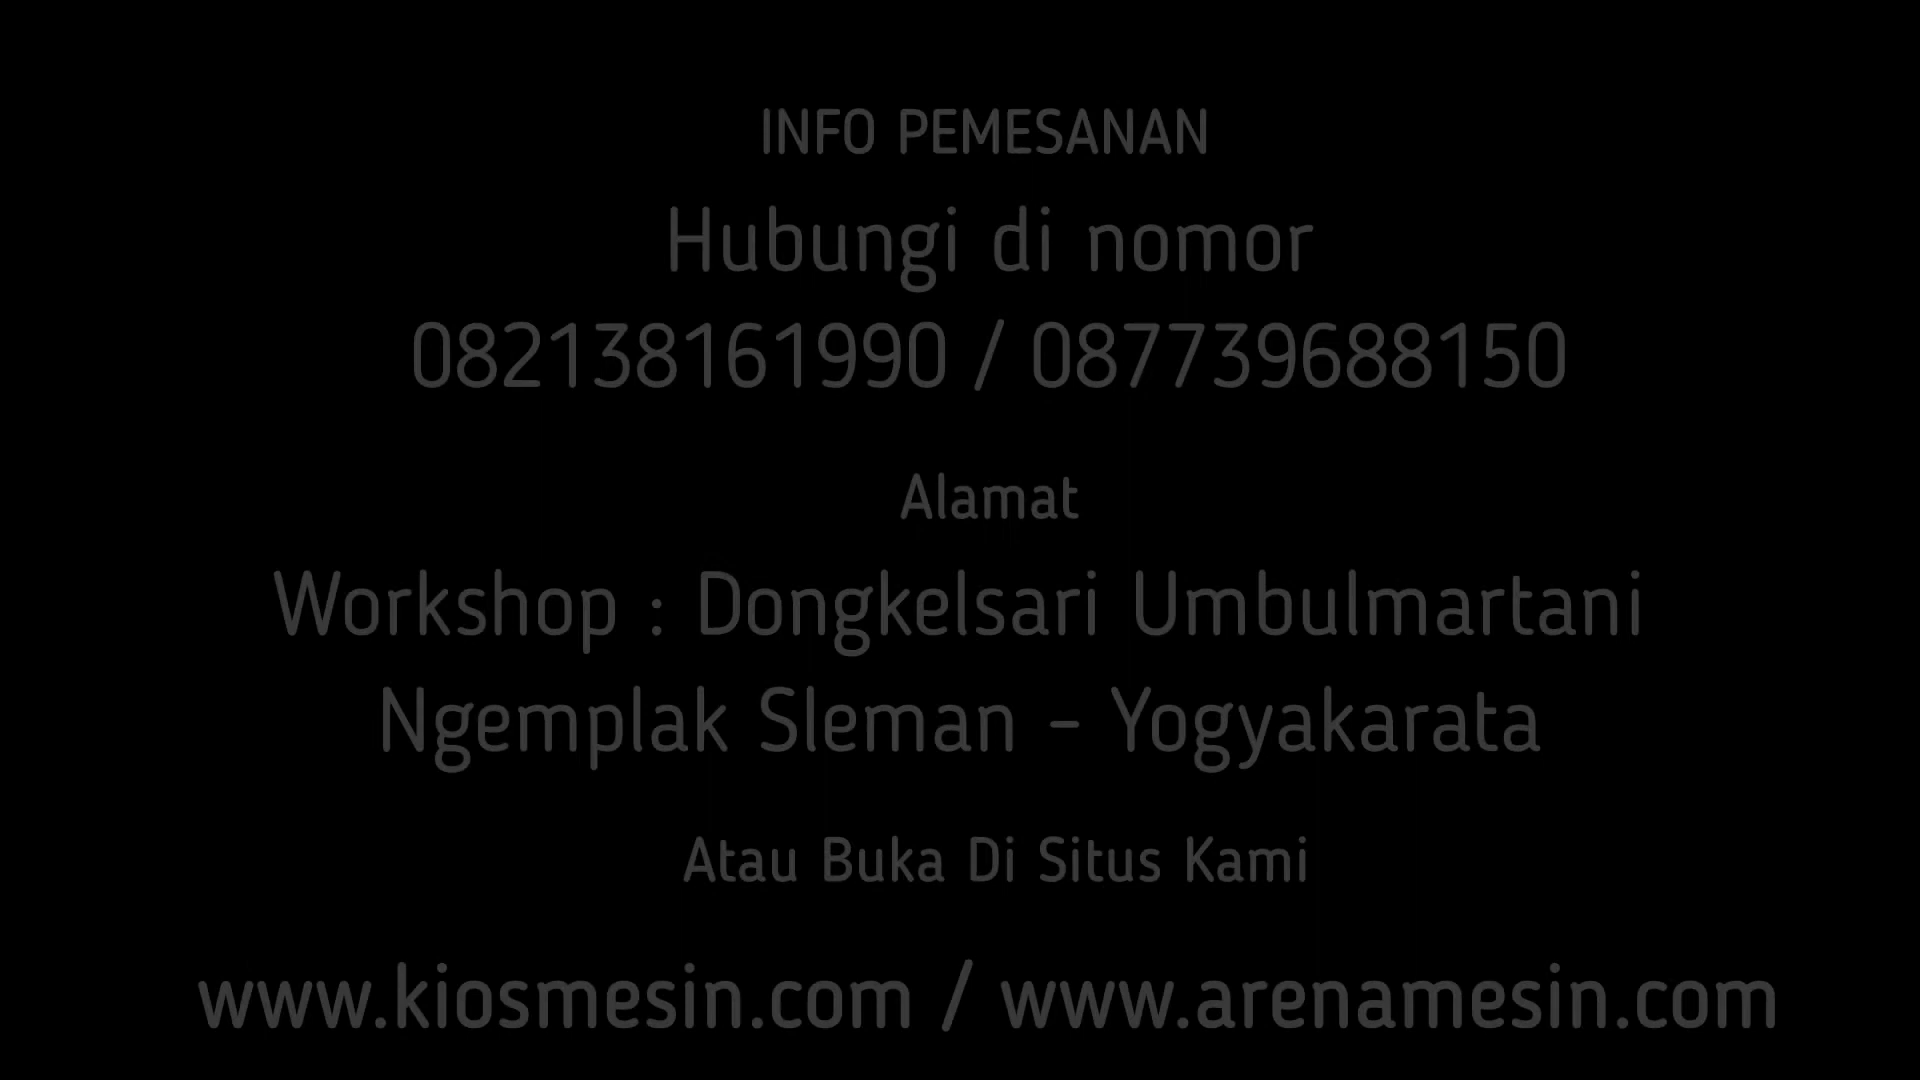 INFO PEMESANAN
Hubungi di nomor
082138161990 / 087739688150
Alamat
Workshop : Dongkelsari Umbulmartani
Ngemplak Sleman - Yogyakarata
Atau Buka Di Situs Kami
www.kiosmesin.com / www.arenamesin.com